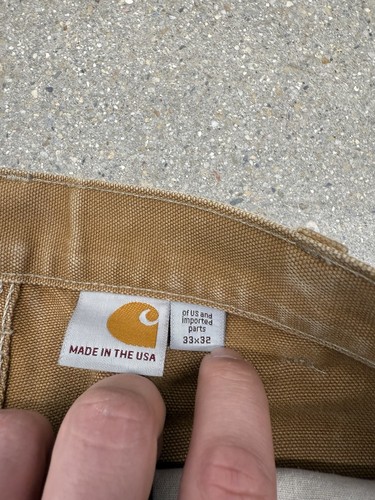 MADE IN THE USA
of US and
imported
parts
33x32